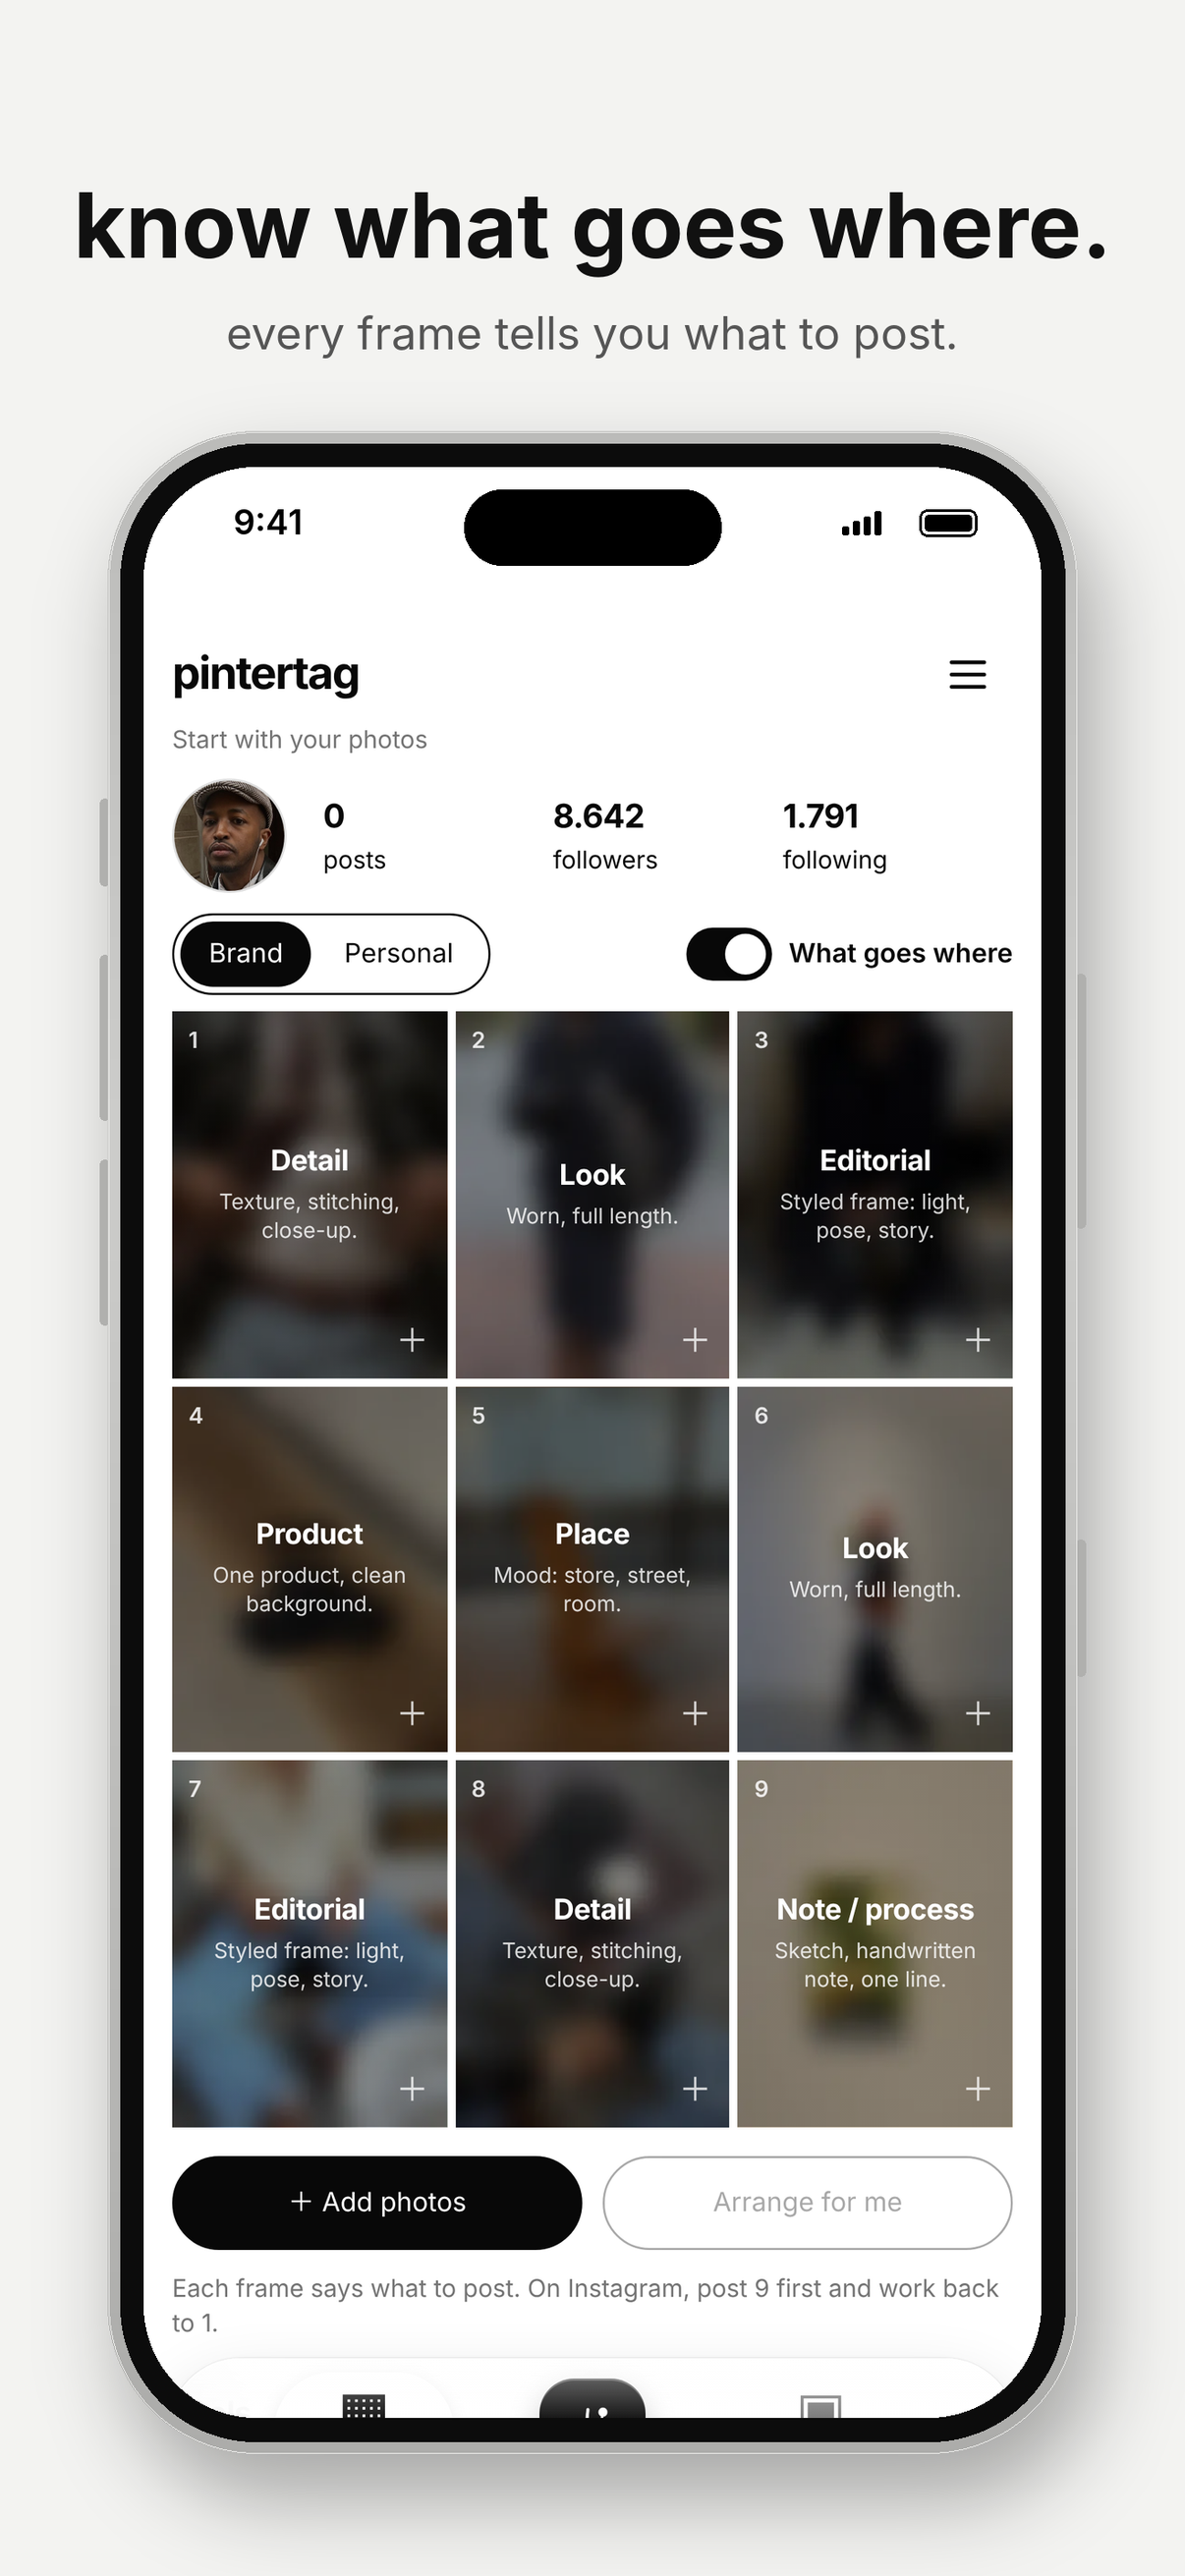 know what goes where.
every frame tells you what to post.
9:41
pintertag
Start with your photos
0
posts
8.642
followers
1.791
following
Brand
Personal
What goes where
1
Detail
Texture, stitching,
close-up.
2
Look
Worn, full length.
3
Editorial
Styled frame: light,
pose, story.
4
Product
One product, clean
background.
5
Place
Mood: store, street,
room.
6
Look
Worn, full length.
7
Editorial
Styled frame: light,
pose, story.
8
Detail
Texture, stitching,
close-up.
9
Note / process
Sketch, handwritten
note, one line.
+ Add photos
Arrange for me
Each frame says what to post. On Instagram, post 9 first and work back
to 1.